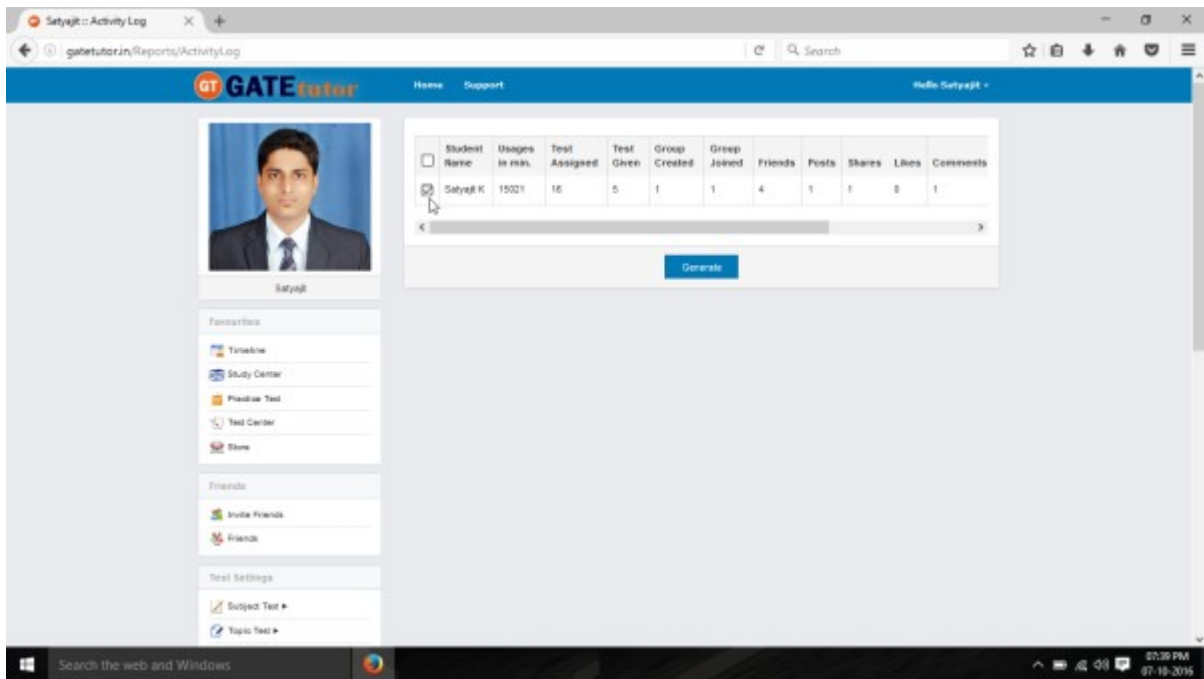 Satyajit :: Activity Log
gatetutor.in/Reports/ActivityLog
Search
GT GATEtutor
Home Support
Hello Satyajit
Student Name Usages in min. Test Assigned Test Given Group Created Group Joined Friends Posts Shares Likes Comments
Satyajit K 15021 16 5 1 1 4 1 1 0 1
Generate
Satyajit
Favourites
Timeline
Study Center
Practise Test
Test Center
Store
Friends
Invite Friends
Friends
Test Settings
Subject Test
Topic Test
Search the web and Windows
07:39 PM
07-10-2016